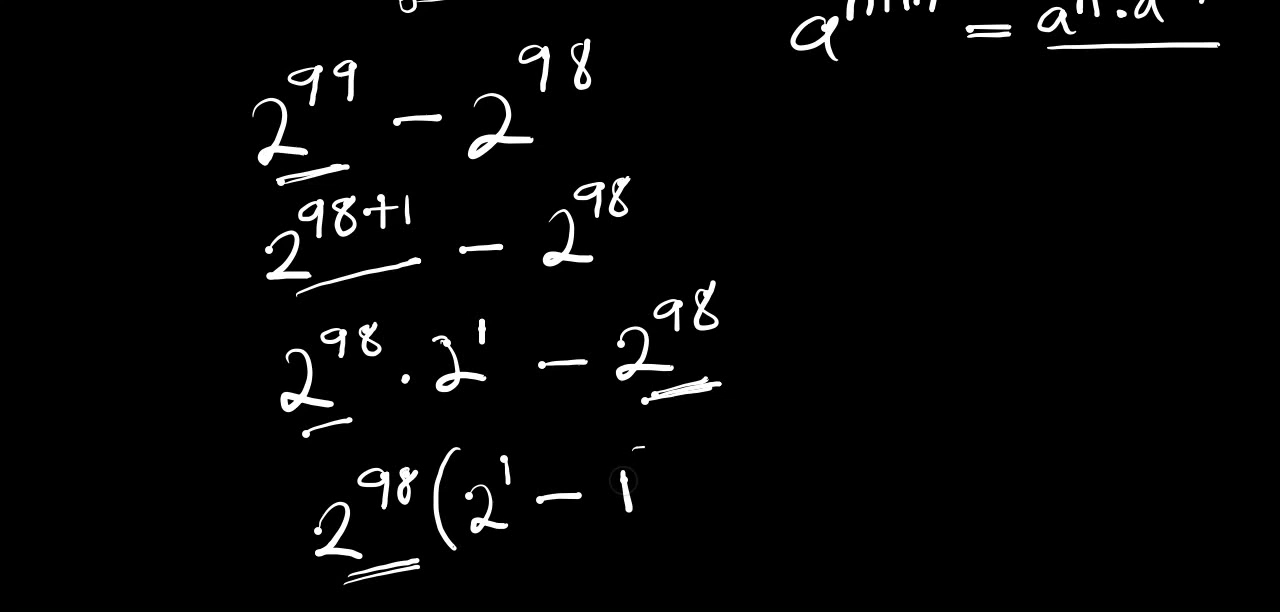 a^{m+n} = a^m . a^n
2^{99} - 2^{98}
2^{98+1} - 2^{98}
2^{98} . 2^1 - 2^{98}
2^{98} (2^1 - 1